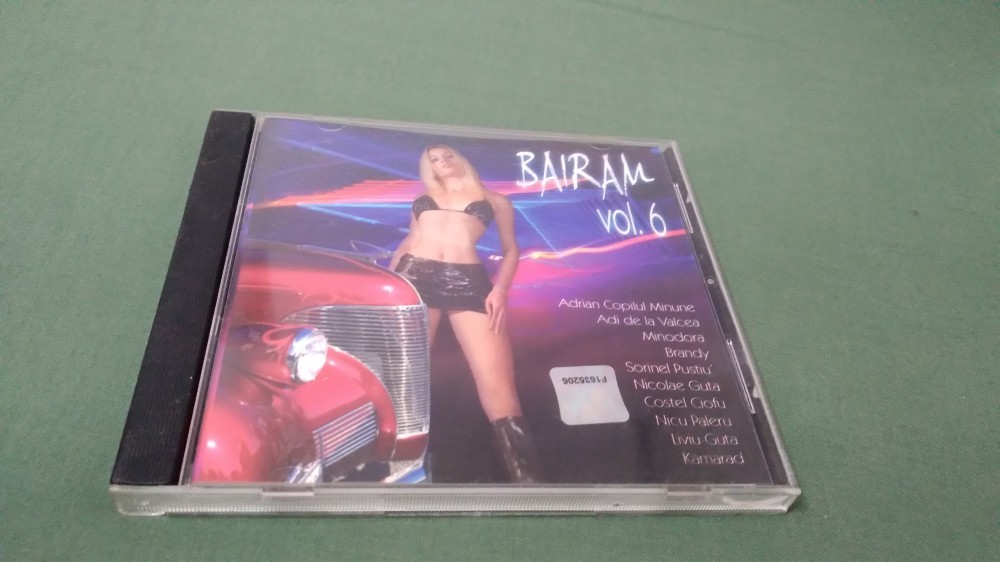 BAIRAM
vol. 6
Adrian Copilul Minune
Adi de la Valcea
Minodora
Brandy
Sorinel Pustiu'
Nicolae Guta
Costel Ciofu
Nicu Paleru
Liviu Guta
Kamarad
F1635206